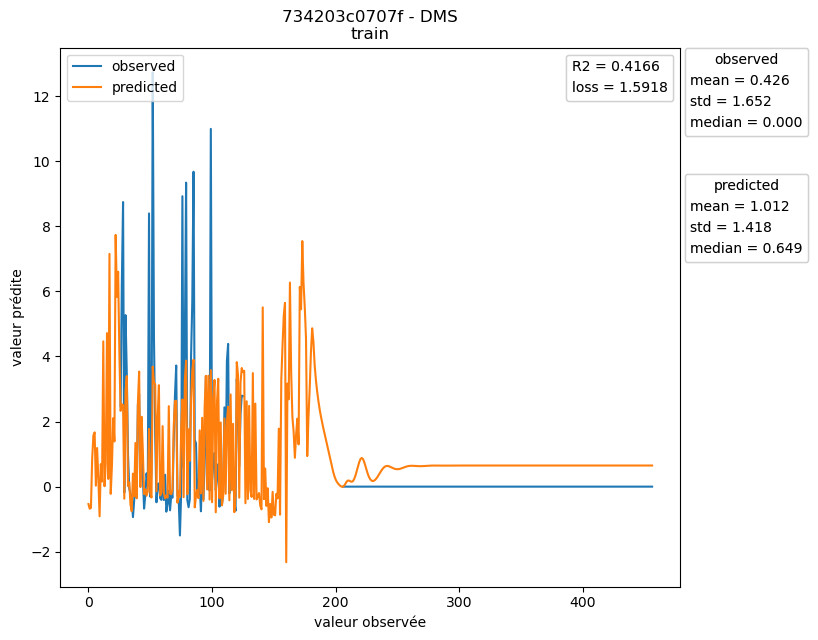 734203c0707f - DMS
train
observed
predicted
R2 = 0.4166
loss = 1.5918
observed
mean = 0.426
std = 1.652
median = 0.000
predicted
mean = 1.012
std = 1.418
median = 0.649
valeur prédite
12
10
8
6
4
2
0
−2
0
100
200
300
400
valeur observée